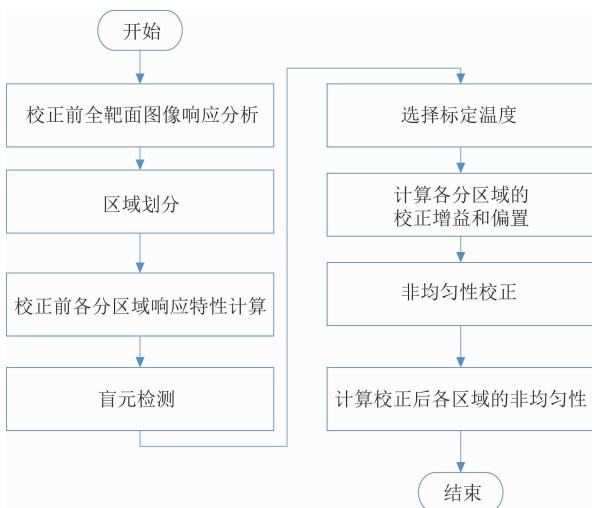 开始
校正前全靶面图像响应分析
区域划分
校正前各分区域响应特性计算
盲元检测
选择标定温度
计算各分区域的
校正增益和偏置
非均匀性校正
计算校正后各区域的非均匀性
结束